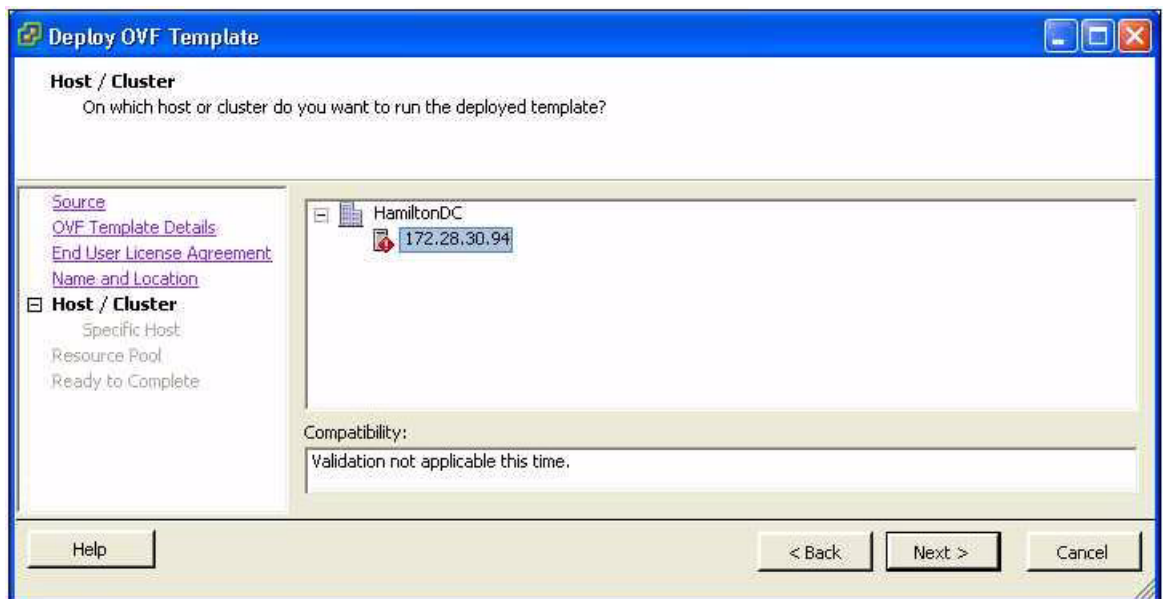 Deploy OVF Template
Host / Cluster
On which host or cluster do you want to run the deployed template?
Source
OVF Template Details
End User License Agreement
Name and Location
Host / Cluster
Specific Host
Resource Pool
Ready to Complete
HamiltonDC
172.28.30.94
Compatibility:
Validation not applicable this time.
Help
< Back
Next >
Cancel